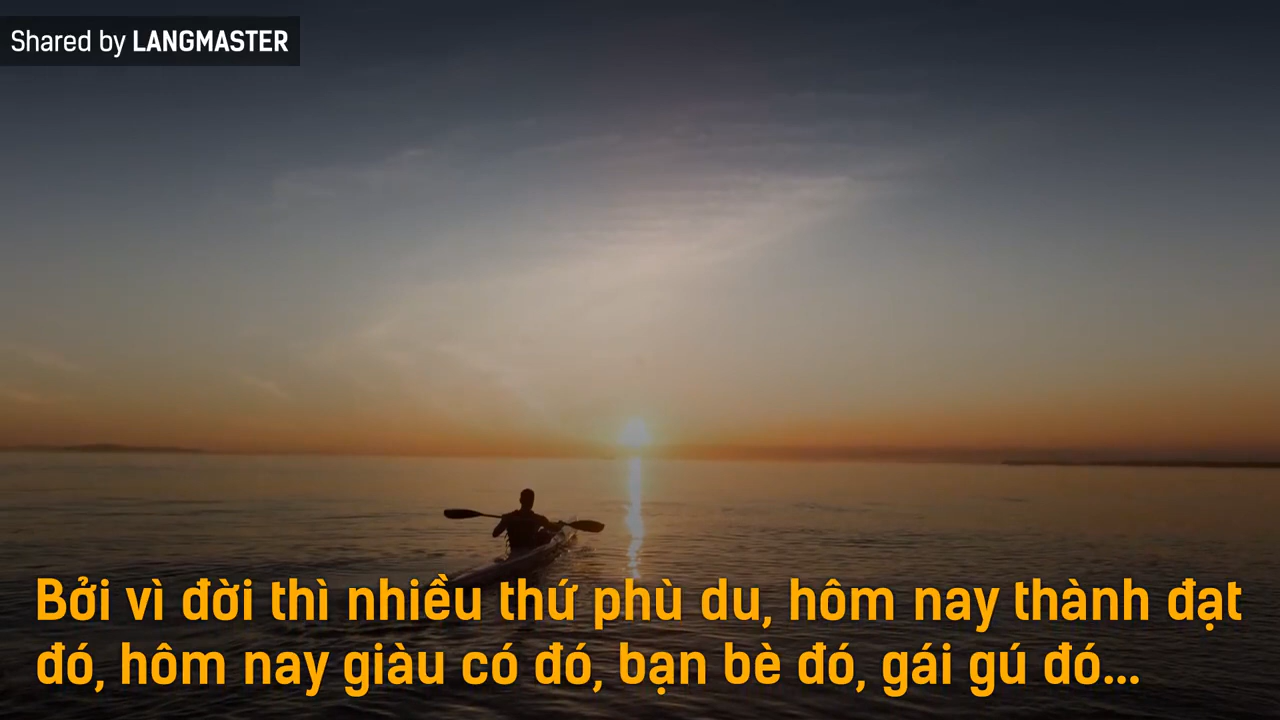 Shared by LANGMASTER
Bởi vì đời thì nhiều thứ phù du, hôm nay thành đạt
đó, hôm nay giàu có đó, bạn bè đó, gái gú đó...